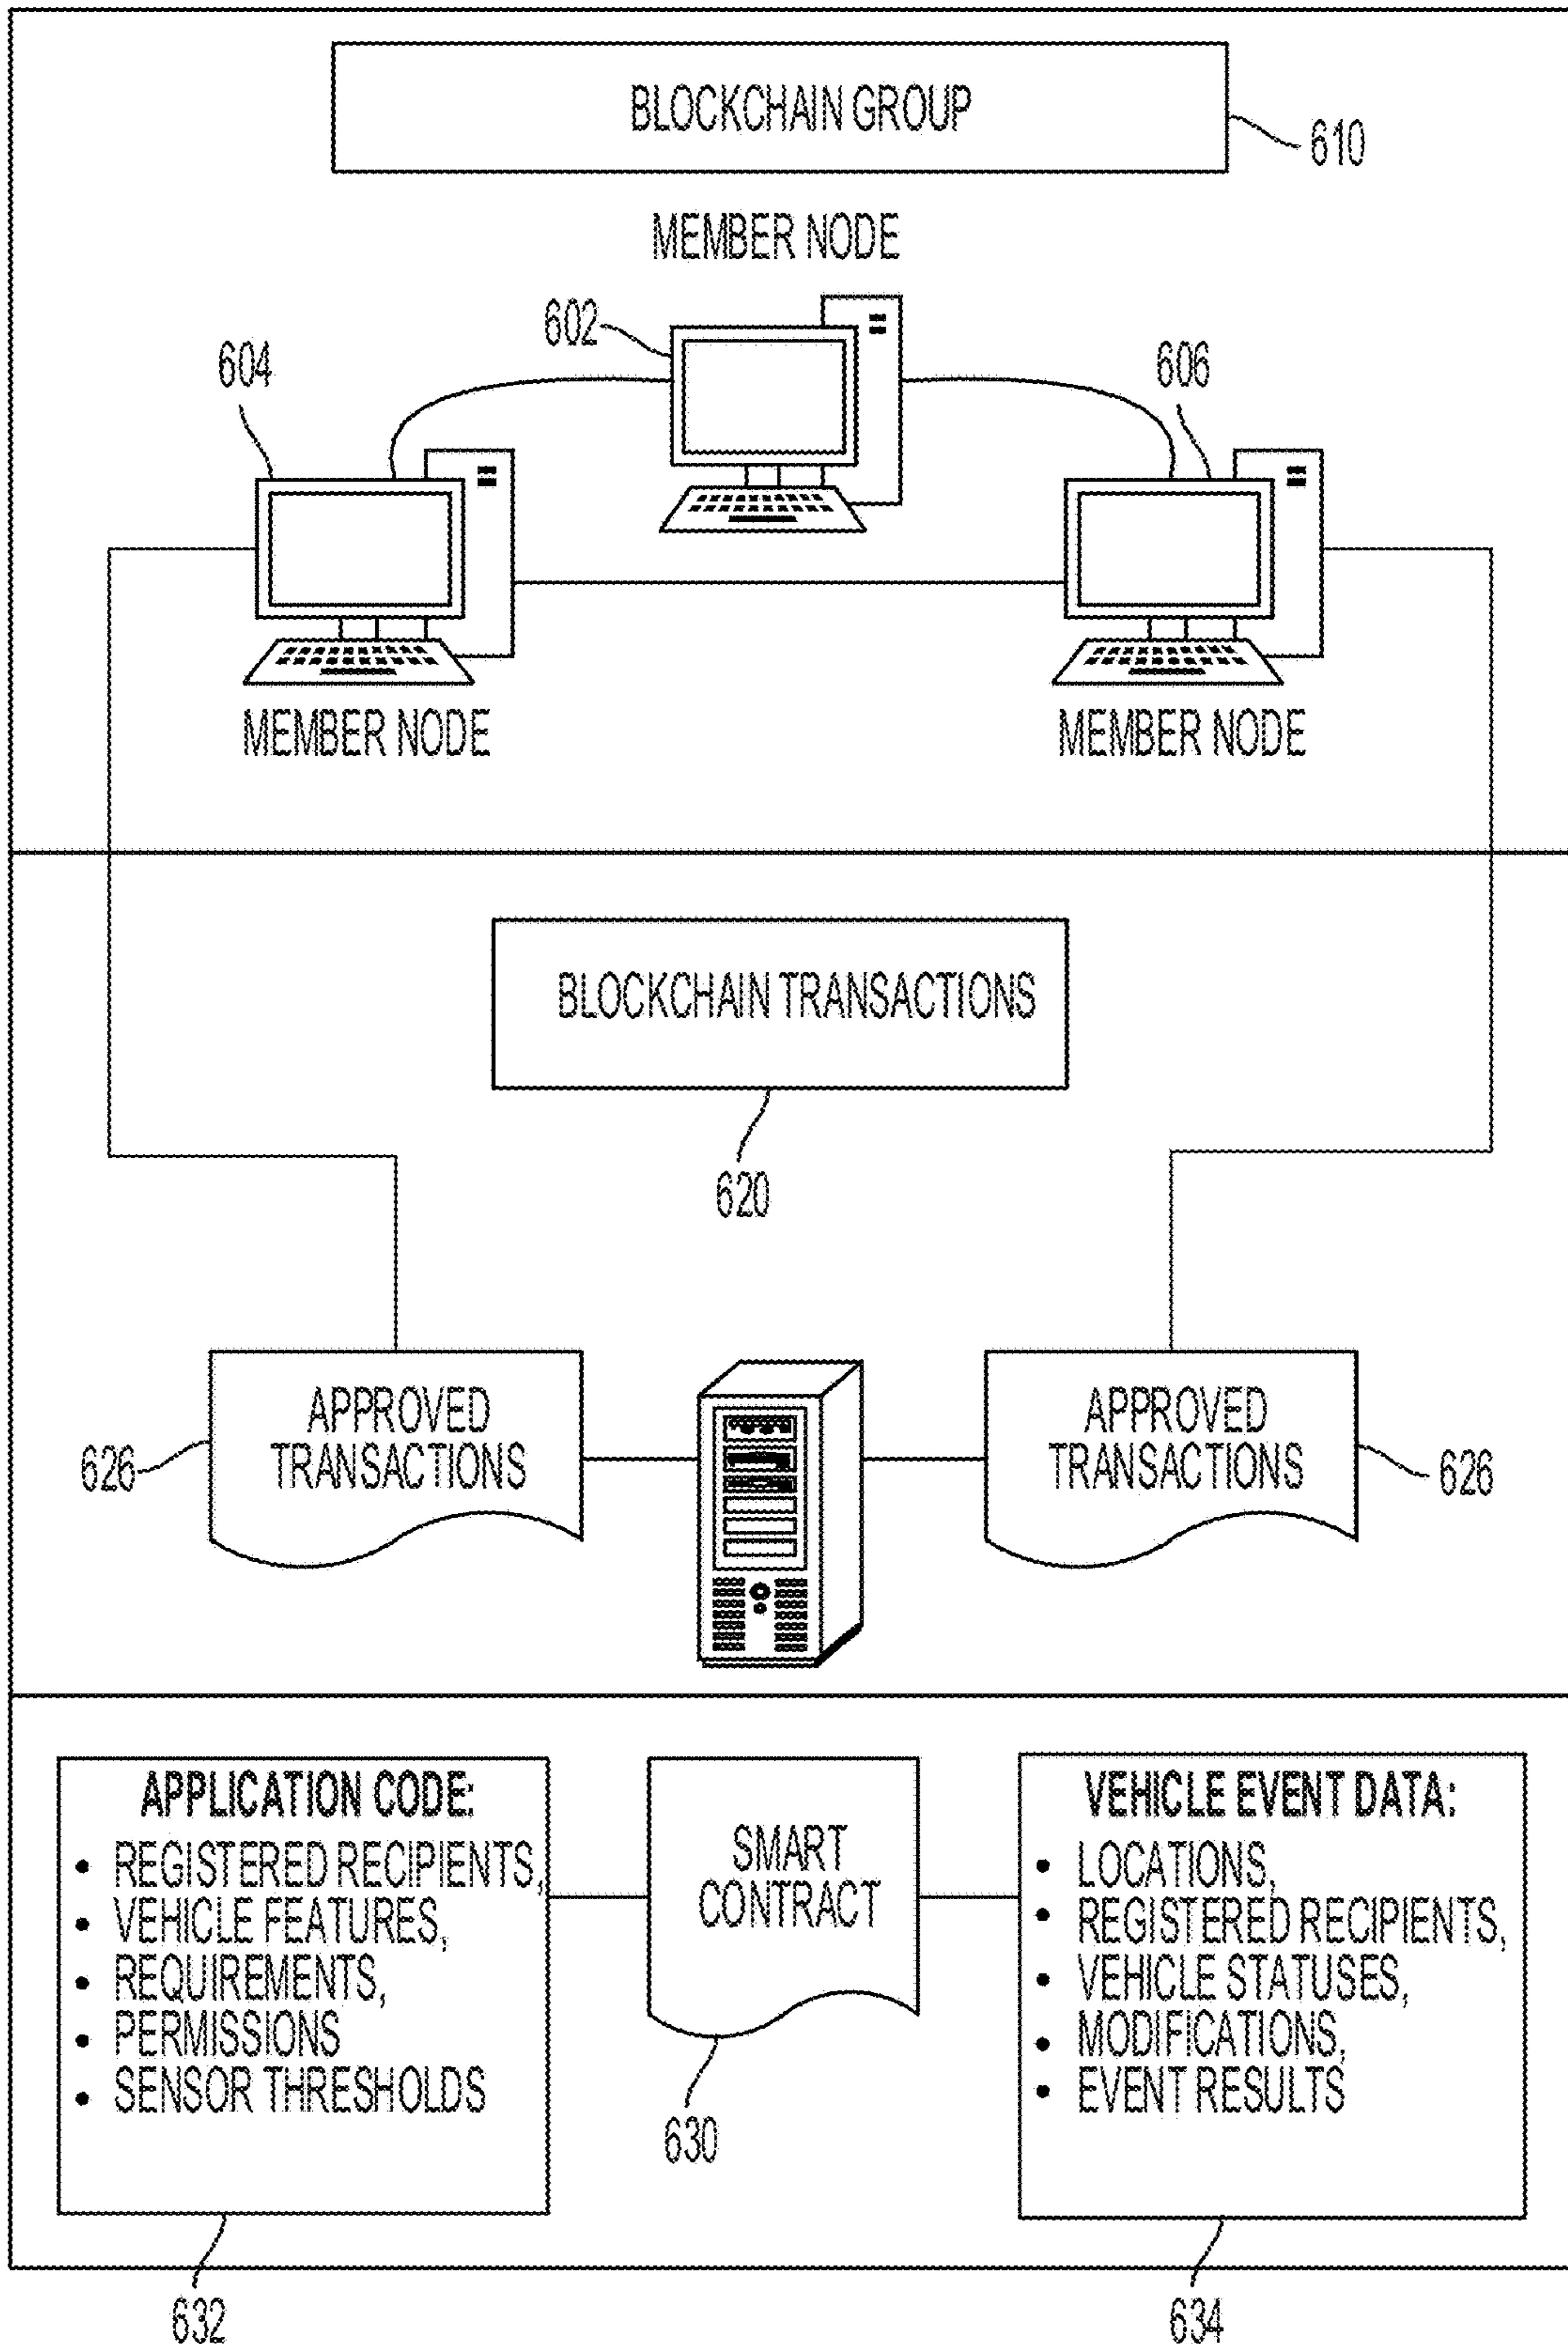 BLOCKCHAIN GROUP
610
MEMBER NODE
602
604
606
MEMBER NODE
MEMBER NODE
BLOCKCHAIN TRANSACTIONS
620
APPROVED
TRANSACTIONS
626
APPROVED
TRANSACTIONS
626
APPLICATION CODE:
• REGISTERED RECIPIENTS,
• VEHICLE FEATURES,
• REQUIREMENTS,
• PERMISSIONS
• SENSOR THRESHOLDS
632
SMART
CONTRACT
630
VEHICLE EVENT DATA:
• LOCATIONS,
• REGISTERED RECIPIENTS,
• VEHICLE STATUSES,
• MODIFICATIONS,
• EVENT RESULTS
634